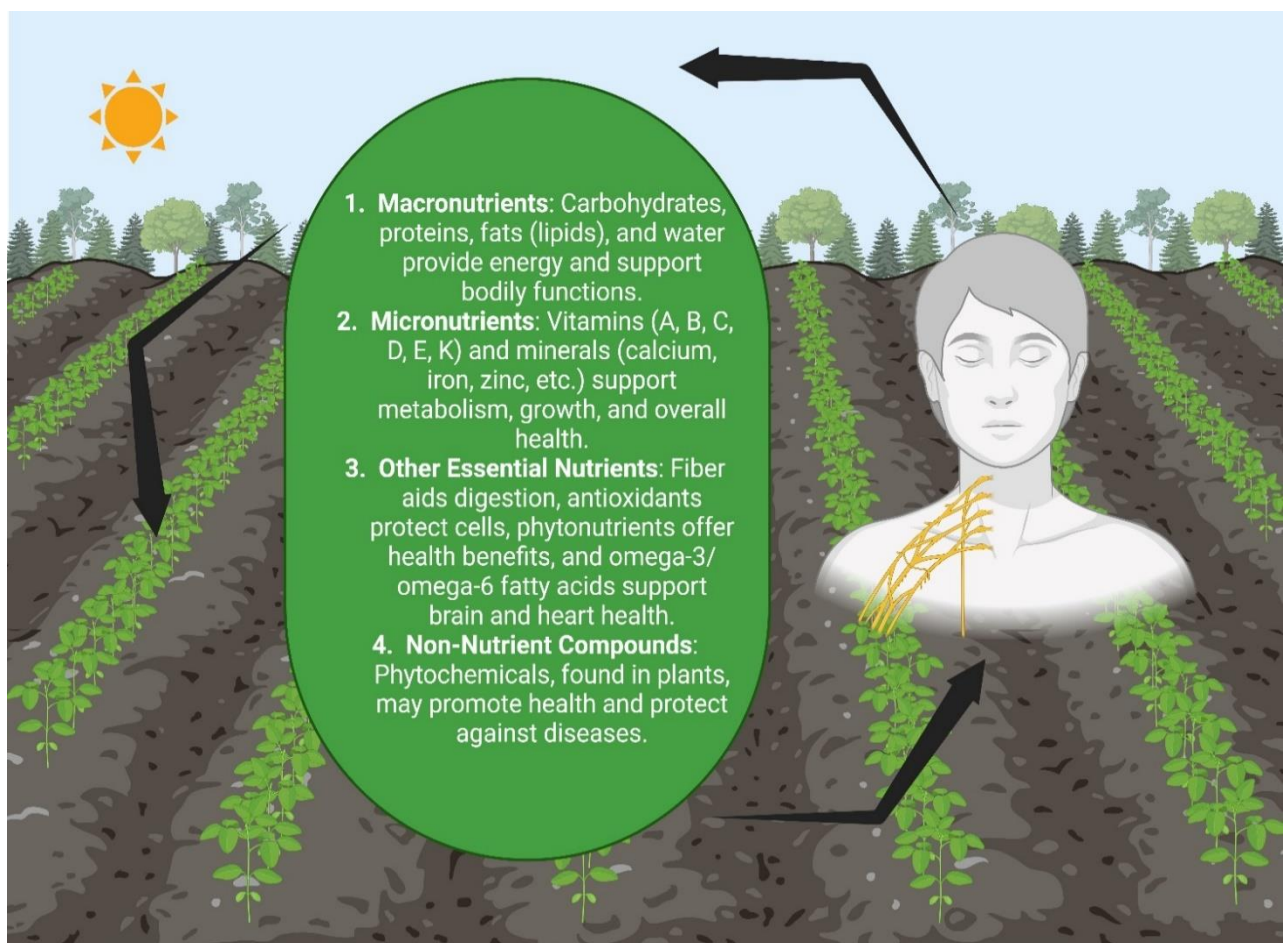 1. Macronutrients: Carbohydrates,
proteins, fats (lipids), and water
provide energy and support
bodily functions.
2. Micronutrients: Vitamins (A, B, C,
D, E, K) and minerals (calcium,
iron, zinc, etc.) support
metabolism, growth, and overall
health.
3. Other Essential Nutrients: Fiber
aids digestion, antioxidants
protect cells, phytonutrients offer
health benefits, and omega-3/
omega-6 fatty acids support
brain and heart health.
4. Non-Nutrient Compounds:
Phytochemicals, found in plants,
may promote health and protect
against diseases.